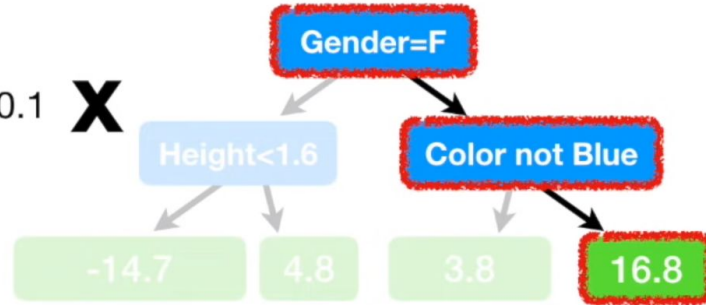 Gender=F
0.1 X
Height<1.6
Color not Blue
-14.7
4.8
3.8
16.8